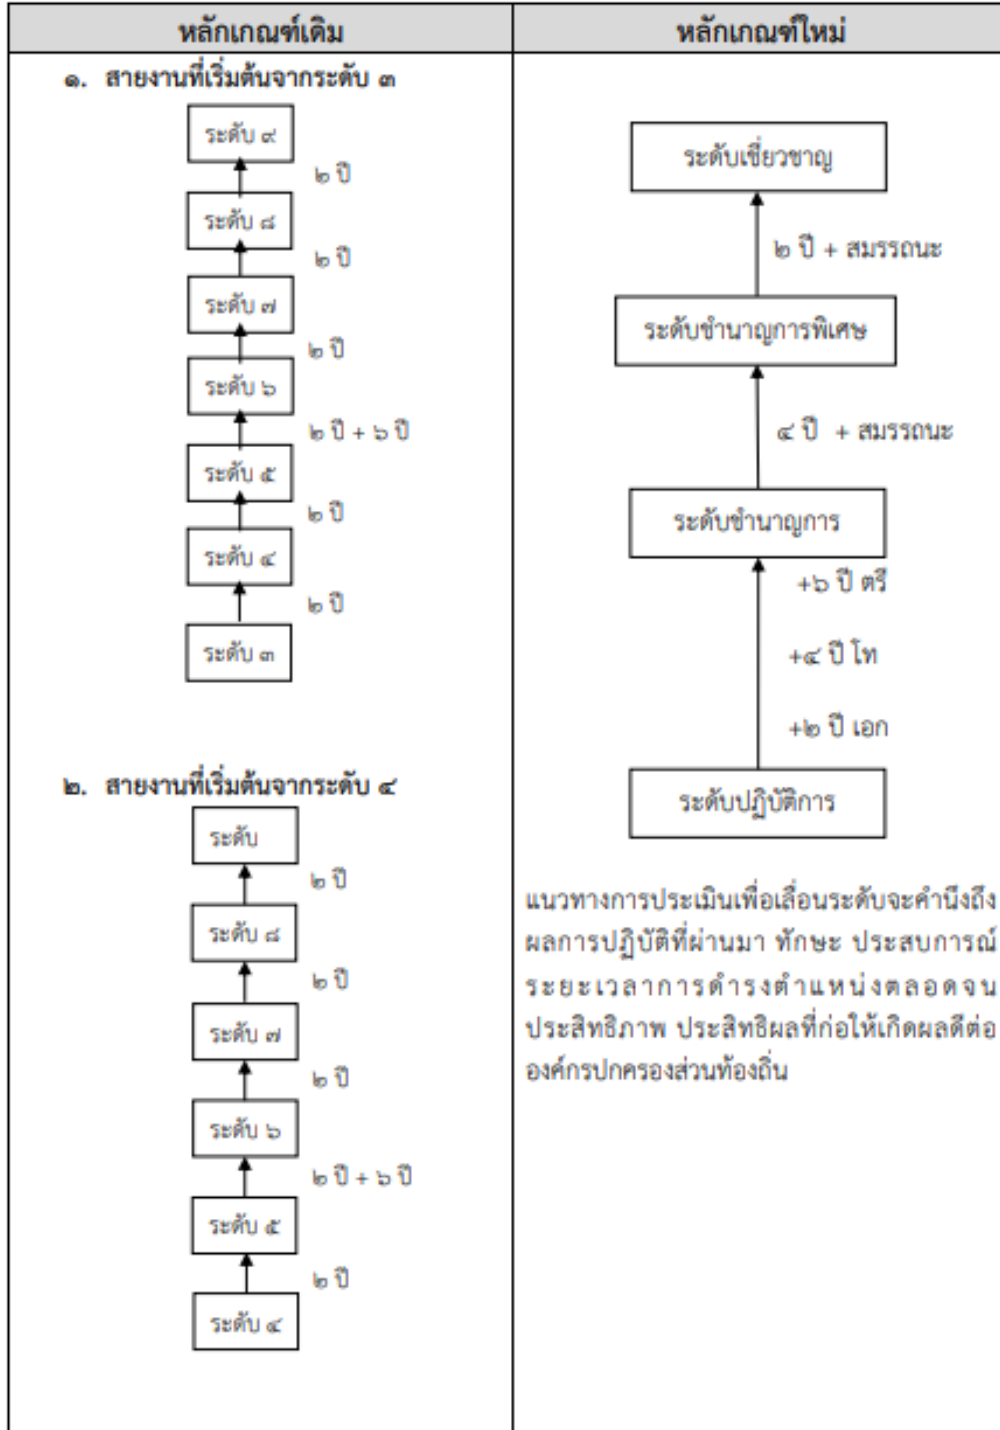 หลักเกณฑ์เดิม
๑. สายงานที่เริ่มต้นจากระดับ ๓
ระดับ ๙
๒ ปี
ระดับ ๘
๒ ปี
ระดับ ๗
๒ ปี
ระดับ ๖
๒ ปี + ๖ ปี
ระดับ ๕
๒ ปี
ระดับ ๔
๒ ปี
ระดับ ๓
๒. สายงานที่เริ่มต้นจากระดับ ๔
ระดับ
๒ ปี
ระดับ ๘
๒ ปี
ระดับ ๗
๒ ปี
ระดับ ๖
๒ ปี + ๖ ปี
ระดับ ๕
๒ ปี
ระดับ ๔
หลักเกณฑ์ใหม่
ระดับเชี่ยวชาญ
๒ ปี + สมรรถนะ
ระดับชำนาญการพิเศษ
๔ ปี + สมรรถนะ
ระดับชำนาญการ
+๖ ปี ตรี
+๔ ปี โท
+๒ ปี เอก
ระดับปฏิบัติการ
แนวทางการประเมินเพื่อเลื่อนระดับจะคำนึงถึง
ผลการปฏิบัติที่ผ่านมา ทักษะ ประสบการณ์
ระยะเวลาการดำรงตำแหน่งตลอดจน
ประสิทธิภาพ ประสิทธิผลที่ก่อให้เกิดผลดีต่อ
องค์กรปกครองส่วนท้องถิ่น